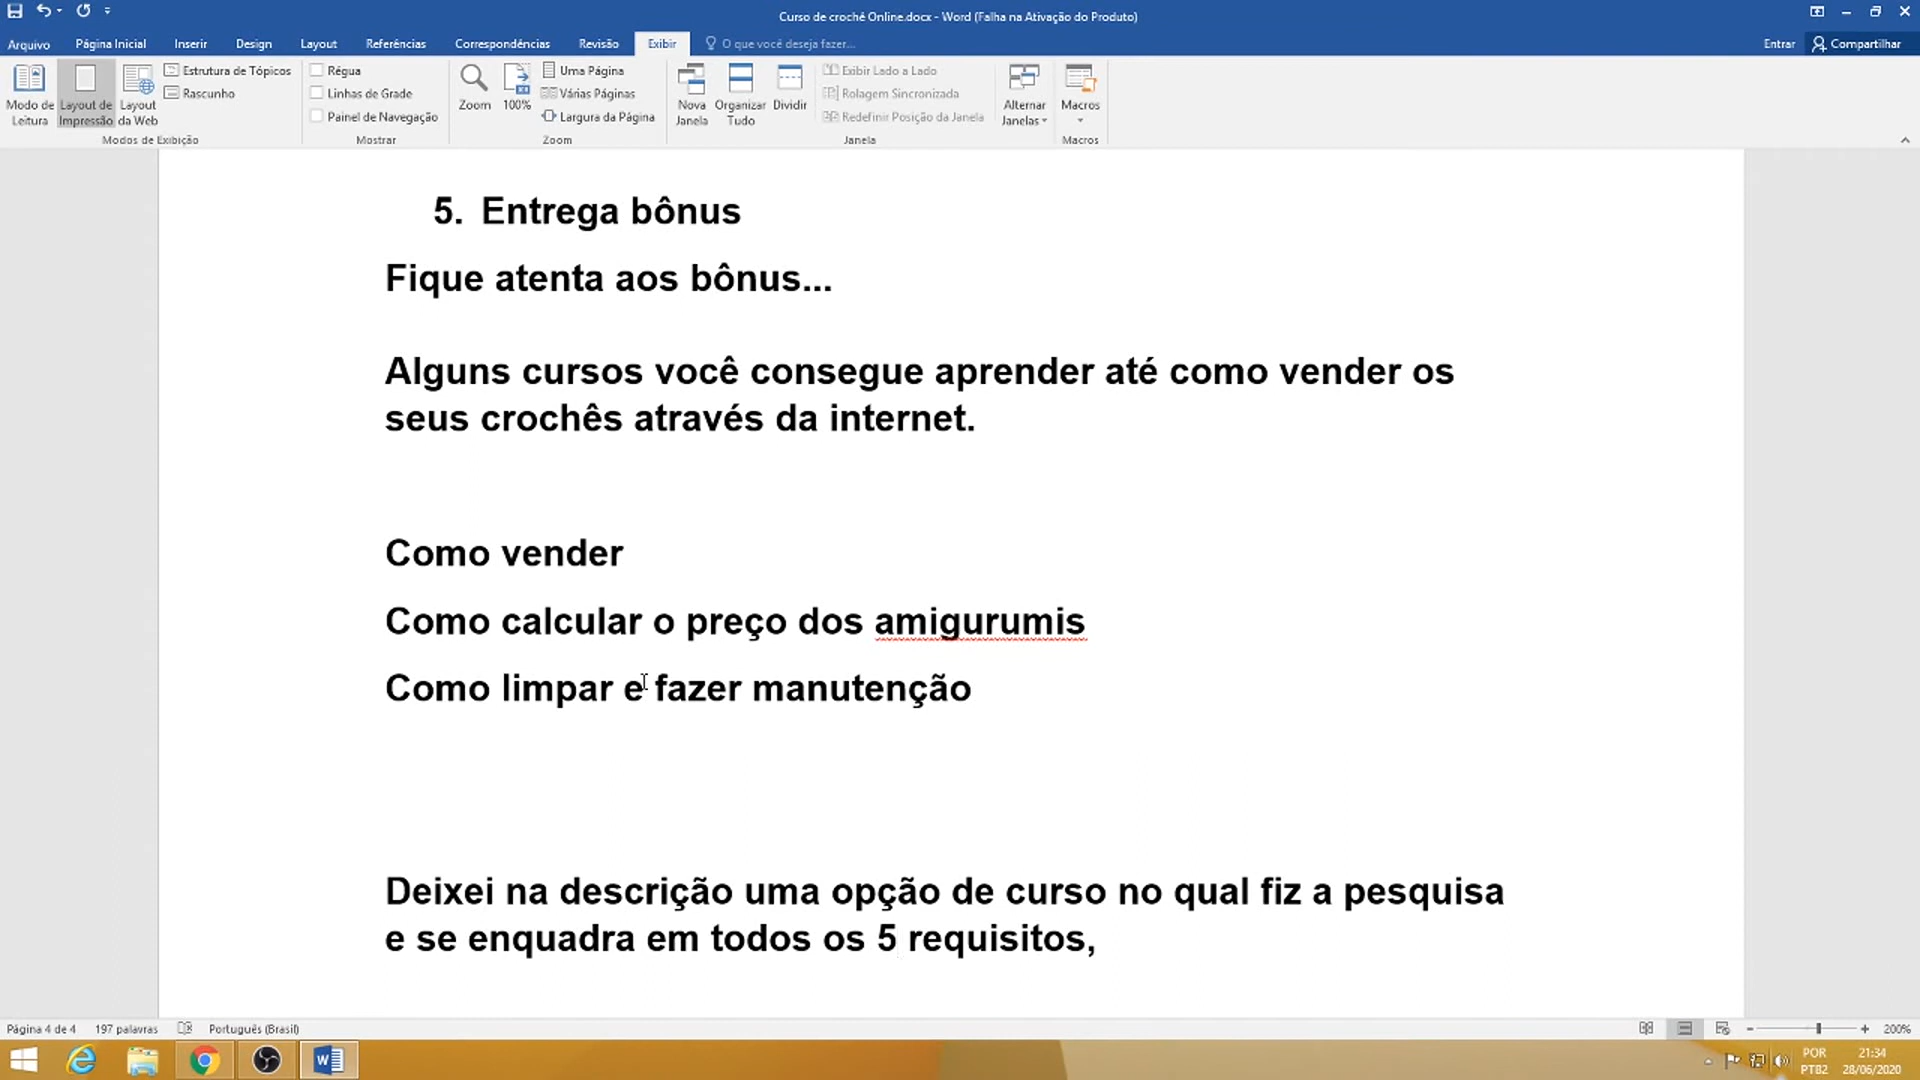 Curso de crochê Online.docx - Word (Falha na Ativação do Produto)
Arquivo Página Inicial Inserir Design Layout Referências Correspondências Revisão Exibir O que você deseja fazer... Entrar Compartilhar
Modo de Leitura
Layout de Impressão
Layout da Web
Estrutura de Tópicos
Rascunho
Modos de Exibição
Régua
Linhas de Grade
Painel de Navegação
Mostrar
Zoom
100%
Uma Página
Várias Páginas
Largura da Página
Zoom
Nova Janela
Organizar Tudo
Dividir
Exibir Lado a Lado
Rolagem Sincronizada
Redefinir Posição da Janela
Alternar Janelas
Janela
Macros
Macros
5. Entrega bônus
Fique atenta aos bônus...
Alguns cursos você consegue aprender até como vender os
seus crochês através da internet.
Como vender
Como calcular o preço dos amigurumis
Como limpar e fazer manutenção
Deixei na descrição uma opção de curso no qual fiz a pesquisa
e se enquadra em todos os 5 requisitos,
Página 4 de 4 197 palavras Português (Brasil) 200%
POR 21:34
PTB2 28/06/2020